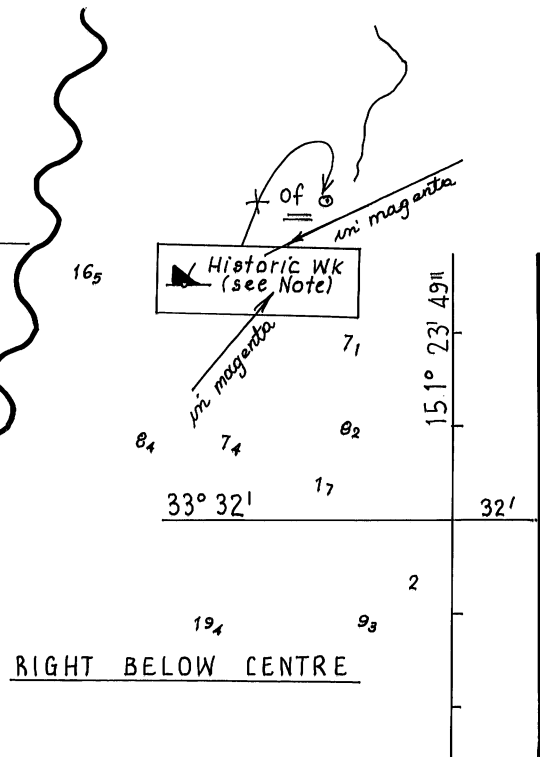 of
in magenta
16₅
Historic Wk
(see Note)
in magenta
7₁
15.1° 23' 49"
8₄ 7₄ 8₂
1₇
33° 32' 32'
2
19₄ 9₃
RIGHT BELOW CENTRE